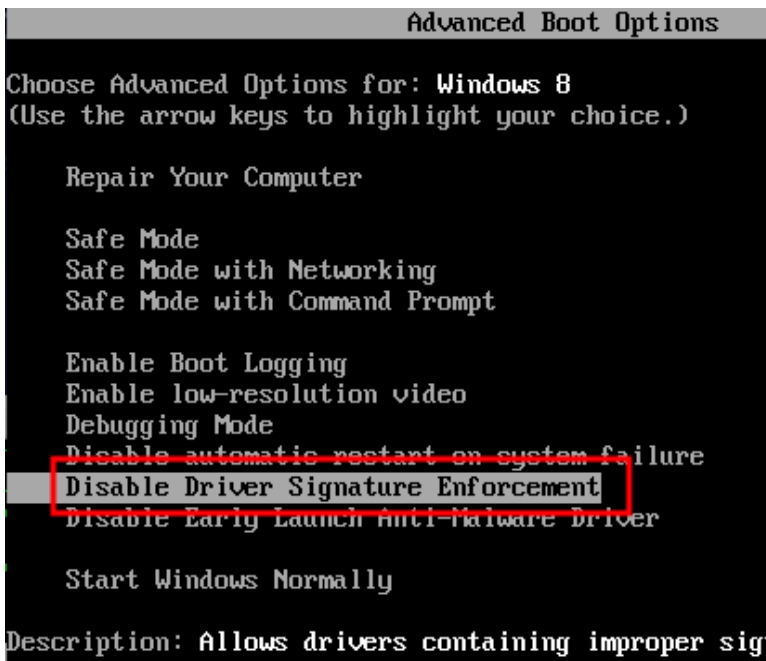 Advanced Boot Options
Choose Advanced Options for: Windows 8
(Use the arrow keys to highlight your choice.)
Repair Your Computer
Safe Mode
Safe Mode with Networking
Safe Mode with Command Prompt
Enable Boot Logging
Enable low-resolution video
Debugging Mode
Disable automatic restart on system failure
Disable Driver Signature Enforcement
Disable Early Launch Anti-Malware Driver
Start Windows Normally
Description: Allows drivers containing improper sig